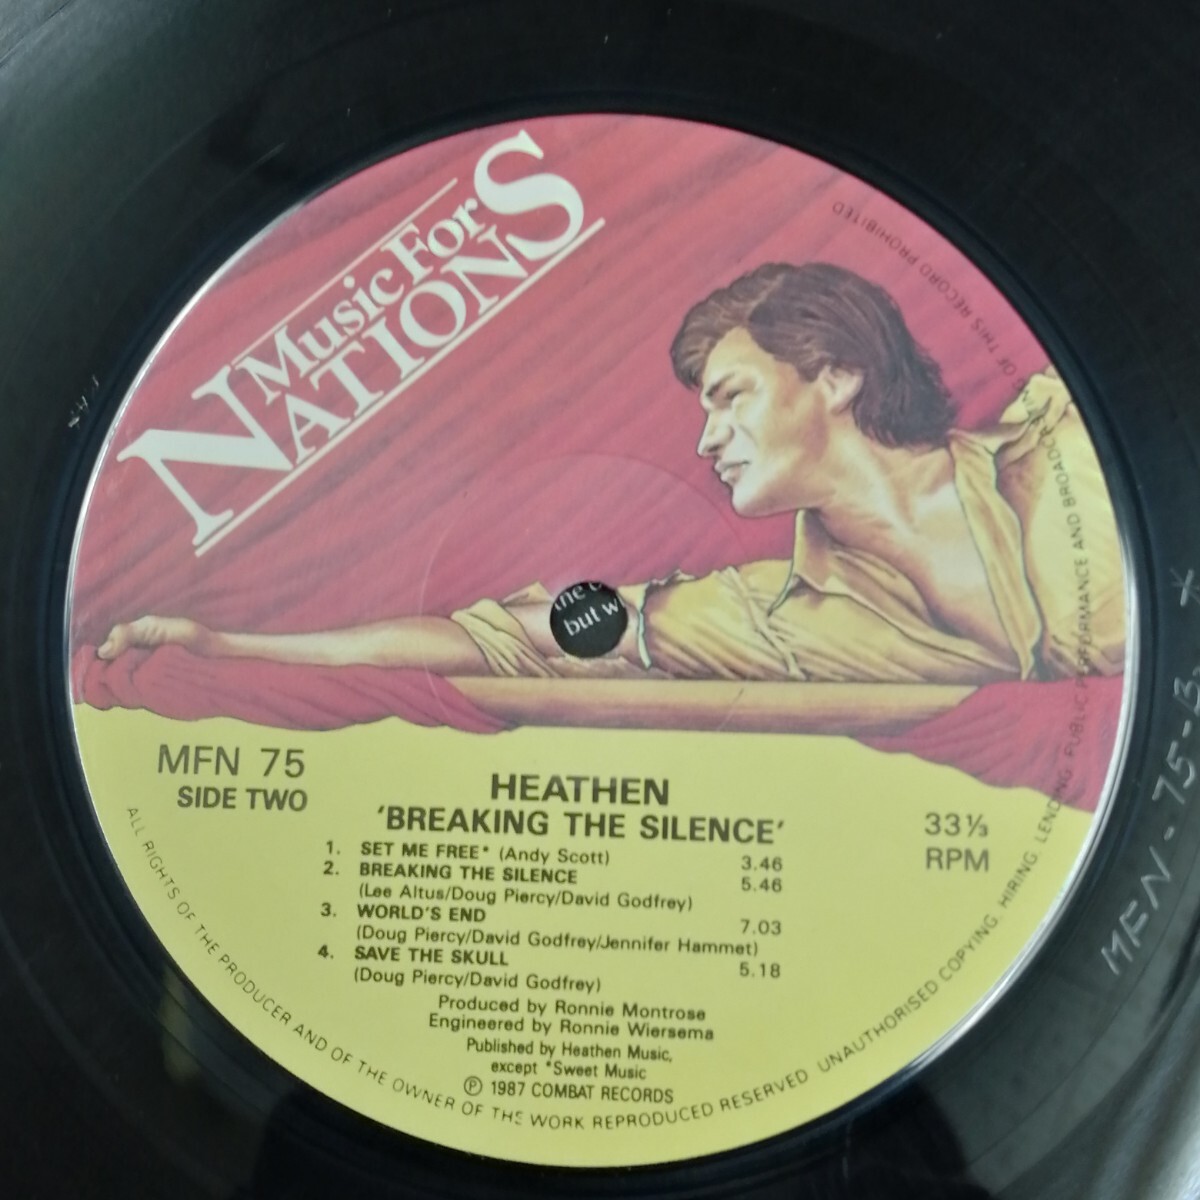 Music For
NATIONS
MFN 75
SIDE TWO
HEATHEN
'BREAKING THE SILENCE'
33⅓
RPM
1. SET ME FREE* (Andy Scott) 3.46
2. BREAKING THE SILENCE 5.46
(Lee Altus/Doug Piercy/David Godfrey)
3. WORLD'S END 7.03
(Doug Piercy/David Godfrey/Jennifer Hammet)
4. SAVE THE SKULL 5.18
(Doug Piercy/David Godfrey)
Produced by Ronnie Montrose
Engineered by Ronnie Wiersema
Published by Heathen Music,
except *Sweet Music
℗ 1987 COMBAT RECORDS
ALL RIGHTS OF THE PRODUCER AND OF THE OWNER OF THE WORK REPRODUCED RESERVED UNAUTHORISED COPYING, HIRING, LENDING, PUBLIC PERFORMANCE AND BROADCASTING OF THIS RECORD PROHIBITED
but w
MFN-75-B